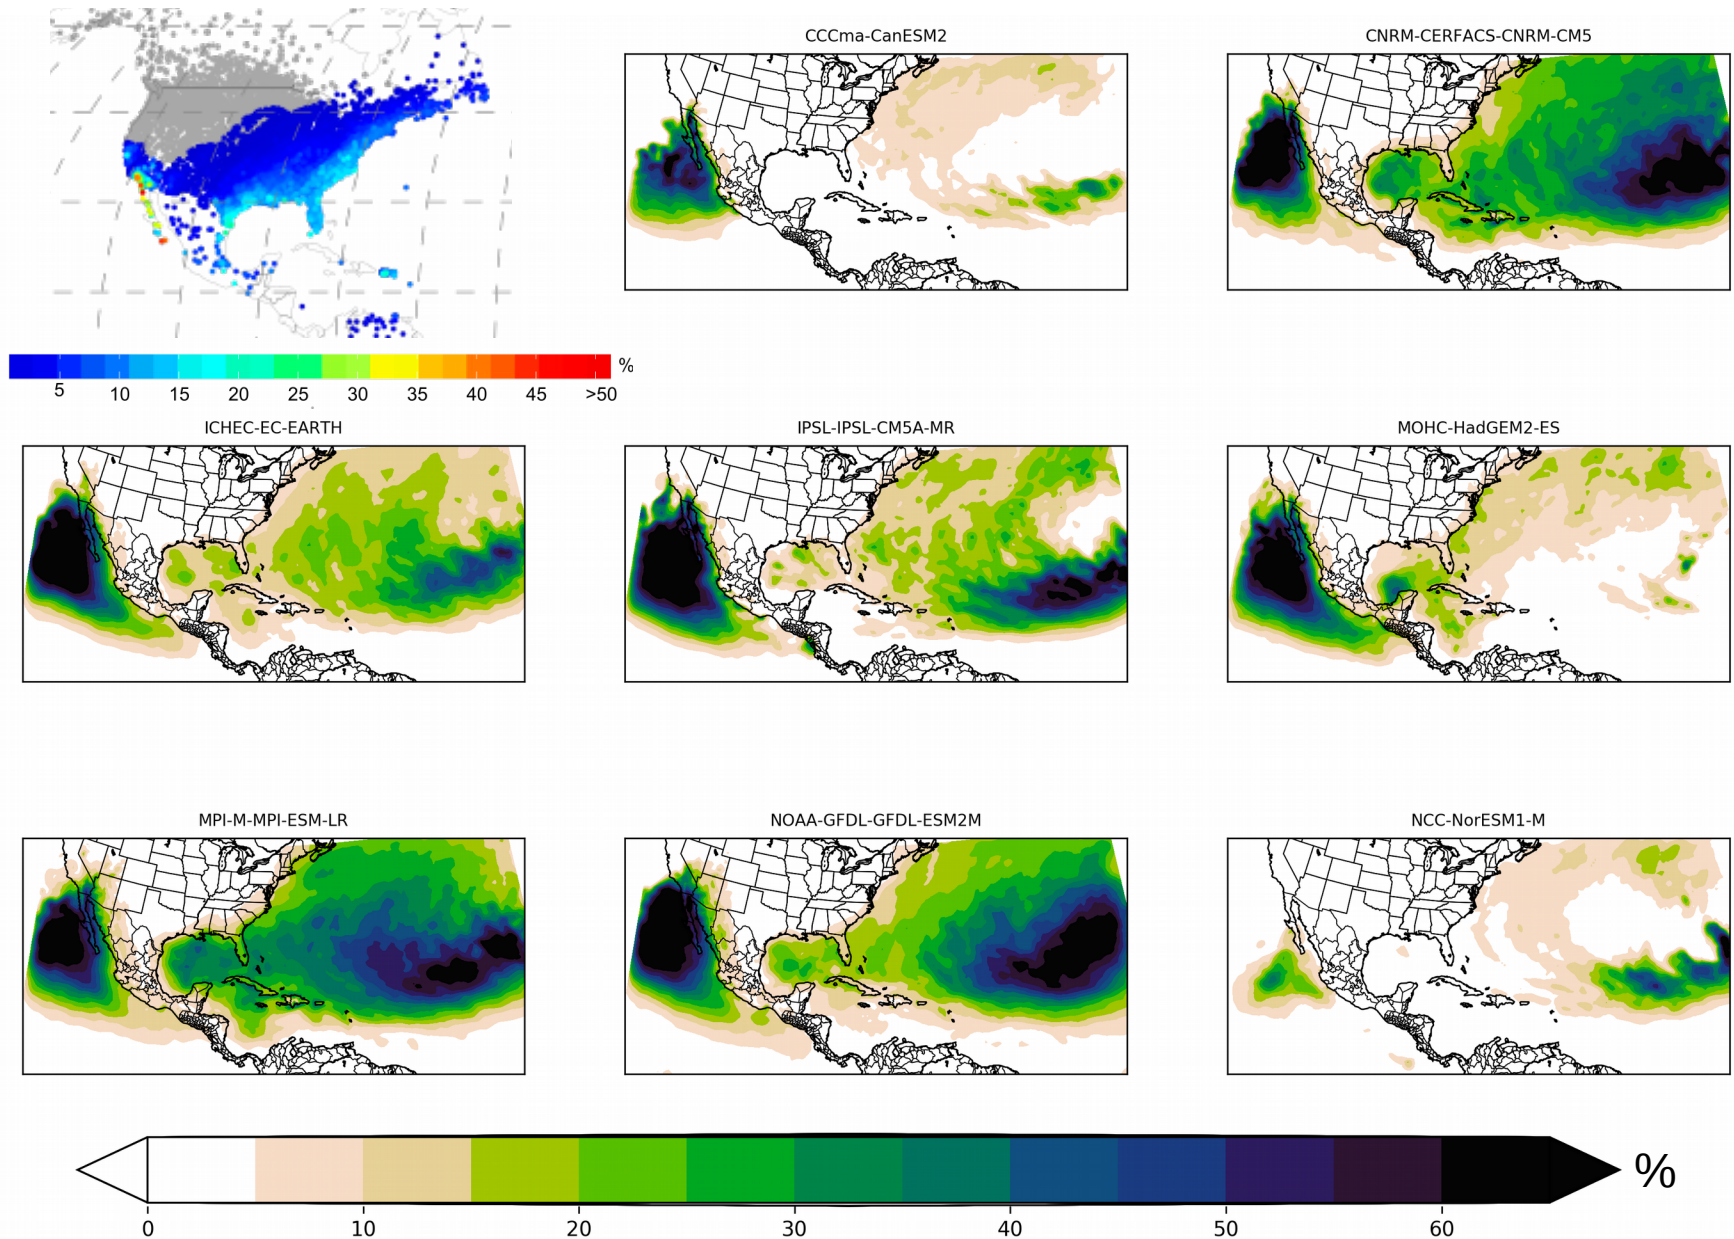 CCCma-CanESM2
CNRM-CERFACS-CNRM-CM5
5 10 15 20 25 30 35 40 45 >50 %
ICHEC-EC-EARTH
IPSL-IPSL-CM5A-MR
MOHC-HadGEM2-ES
MPI-M-MPI-ESM-LR
NOAA-GFDL-GFDL-ESM2M
NCC-NorESM1-M
%
0 10 20 30 40 50 60